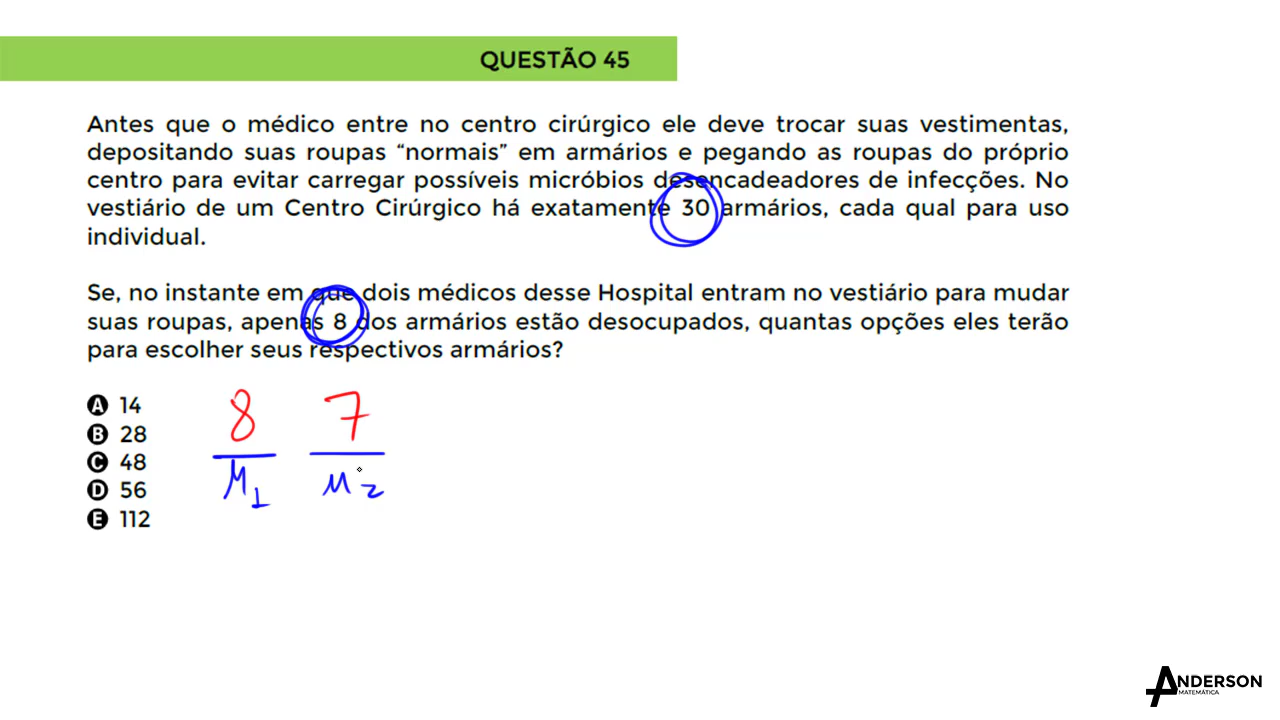 QUESTÃO 45
Antes que o médico entre no centro cirúrgico ele deve trocar suas vestimentas,
depositando suas roupas “normais” em armários e pegando as roupas do próprio
centro para evitar carregar possíveis micróbios desencadeadores de infecções. No
vestiário de um Centro Cirúrgico há exatamente 30 armários, cada qual para uso
individual.
Se, no instante em que dois médicos desse Hospital entram no vestiário para mudar
suas roupas, apenas 8 dos armários estão desocupados, quantas opções eles terão
para escolher seus respectivos armários?
A 14
B 28
C 48
D 56
E 112
8 7
M1 M2
ANDERSON
MATEMÁTICA